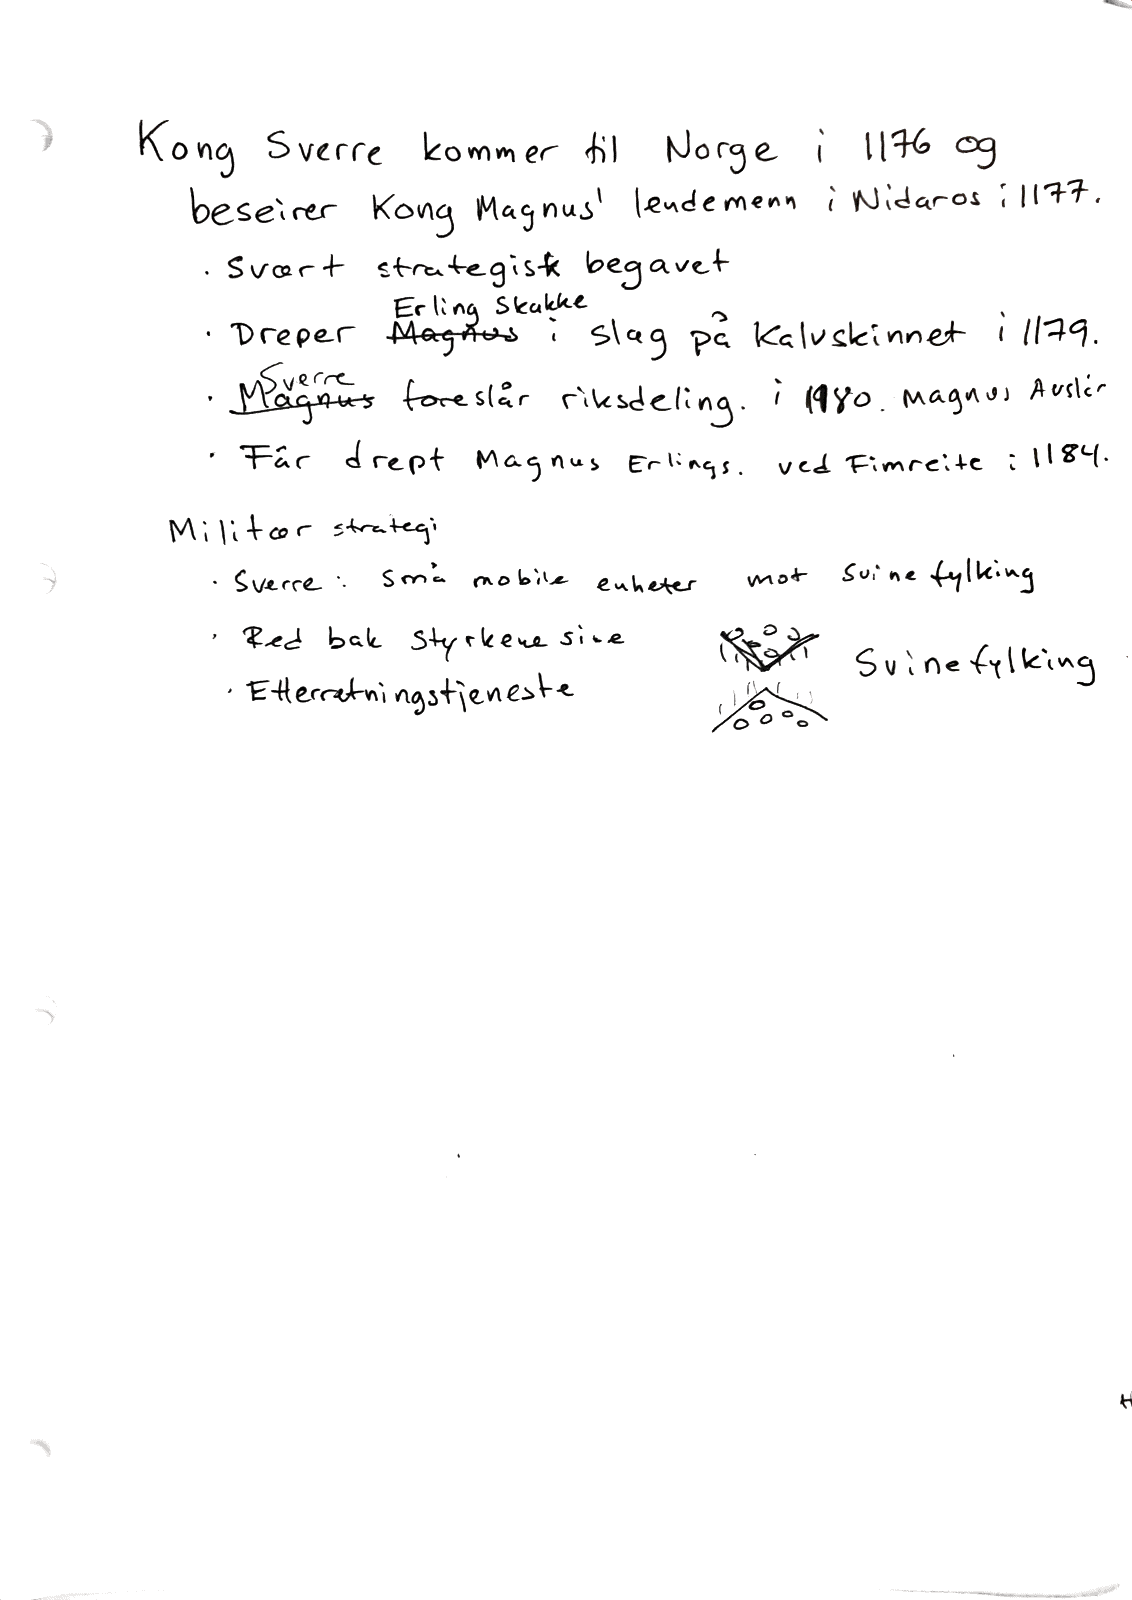 Kong Sverre kommer til Norge i 1176 og
beseirer Kong Magnus' lendemenn i Nidaros i 1177.
· Svært strategisk begavet
Erling Skakke
· Dreper Magnus i slag på Kalvskinnet i 1179.
Sverre
· Magnus foreslår riksdeling. i 1980. Magnus Avslår
· Får drept Magnus Erlings. ved Fimreite i 1184.
Militær strategi
· Sverre: små mobile enheter mot svinefylking
· Red bak styrkene sine
Svinefylking
· Etterretningstjeneste